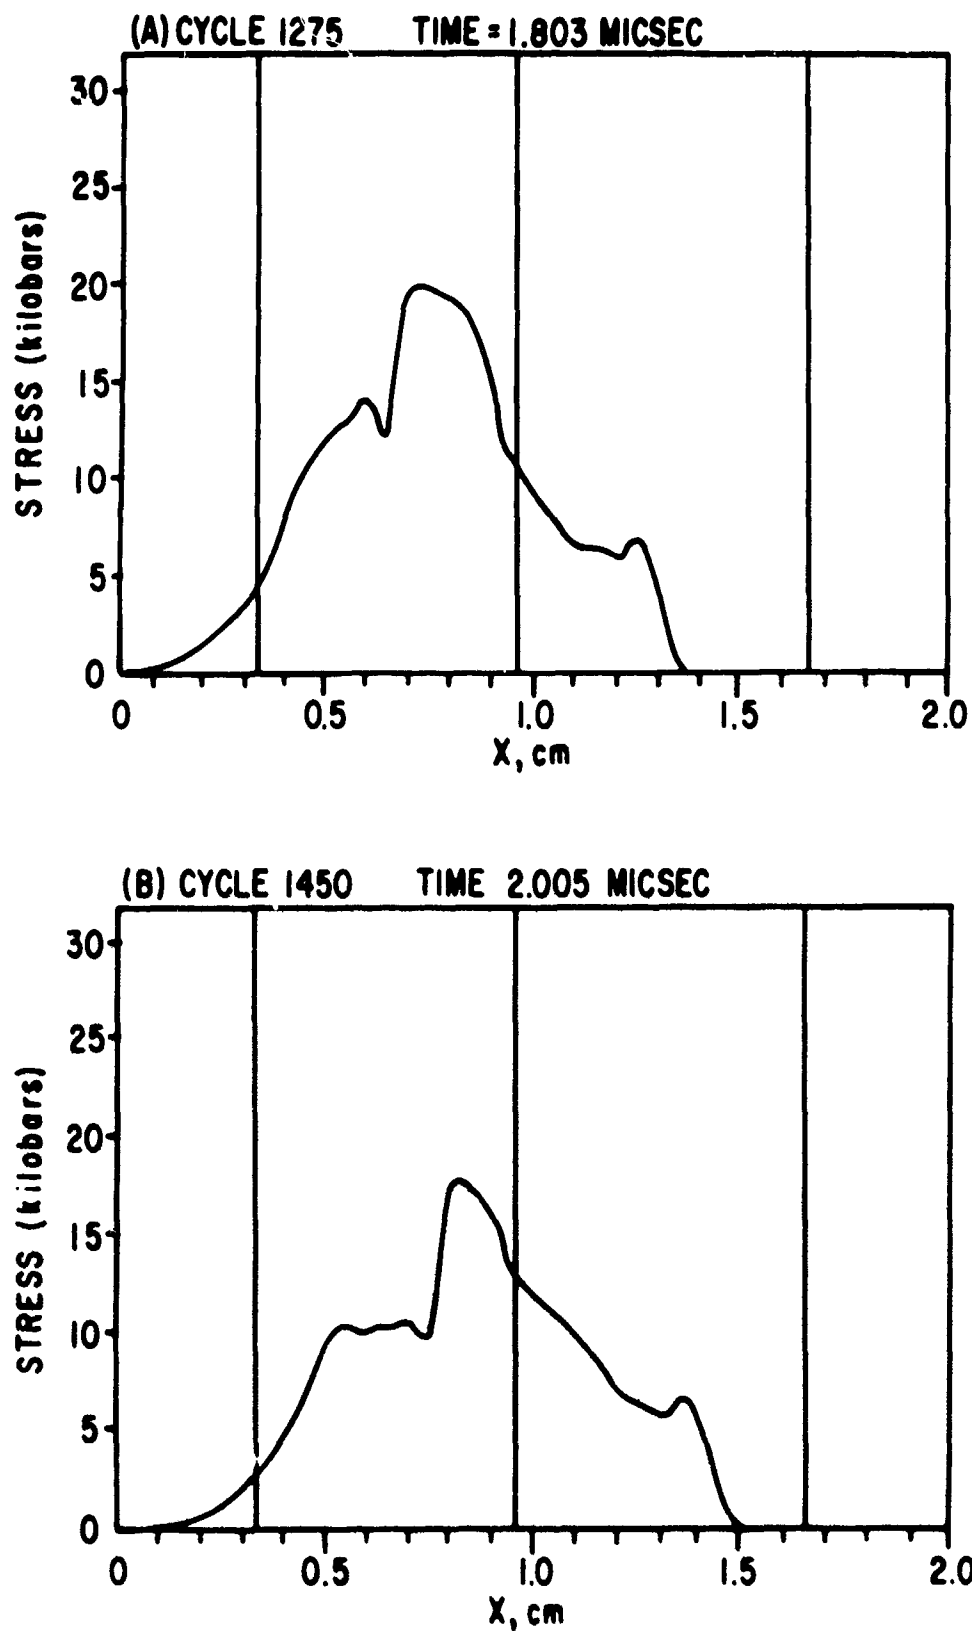 (A) CYCLE 1275 TIME=1.803 MICSEC
30
25
20
15
10
5
0
STRESS (kilobars)
0 0.5 1.0 1.5 2.0
X, cm
(B) CYCLE 1450 TIME 2.005 MICSEC
30
25
20
15
10
5
0
STRESS (kilobars)
0 0.5 1.0 1.5 2.0
X, cm